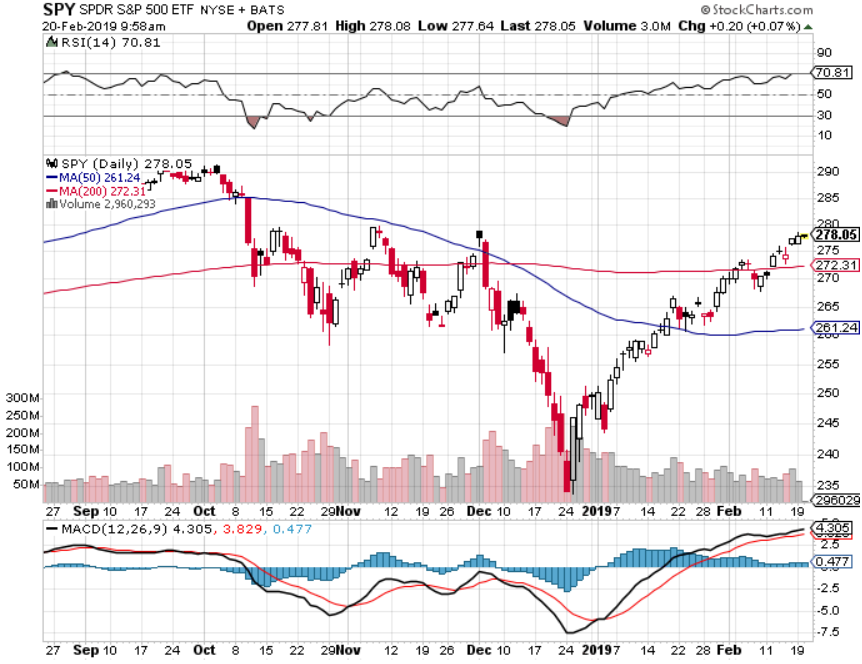 SPY SPDR S&P 500 ETF NYSE + BATS © StockCharts.com
20-Feb-2019 9:58am Open 277.81 High 278.08 Low 277.64 Last 278.05 Volume 3.0M Chg +0.20 (+0.07%)
RSI(14) 70.81
90
70.81
50
30
10
SPY (Daily) 278.05
MA(50) 261.24
MA(200) 272.31
Volume 2,960,293
290
285
280
278.05
275
272.31
270
265
261.24
260
255
250
245
240
235
2960293
300M
250M
200M
150M
100M
50M
27 Sep 10 17 24 Oct 8 15 22 29 Nov 12 19 26 Dec 10 17 24 2019 7 14 22 28 Feb 11 19
MACD(12,26,9) 4.305, 3.829, 0.477
4.305
2.5
0.477
-2.5
-5.0
-7.5
27 Sep 10 17 24 Oct 8 15 22 29 Nov 12 19 26 Dec 10 17 24 2019 7 14 22 28 Feb 11 19